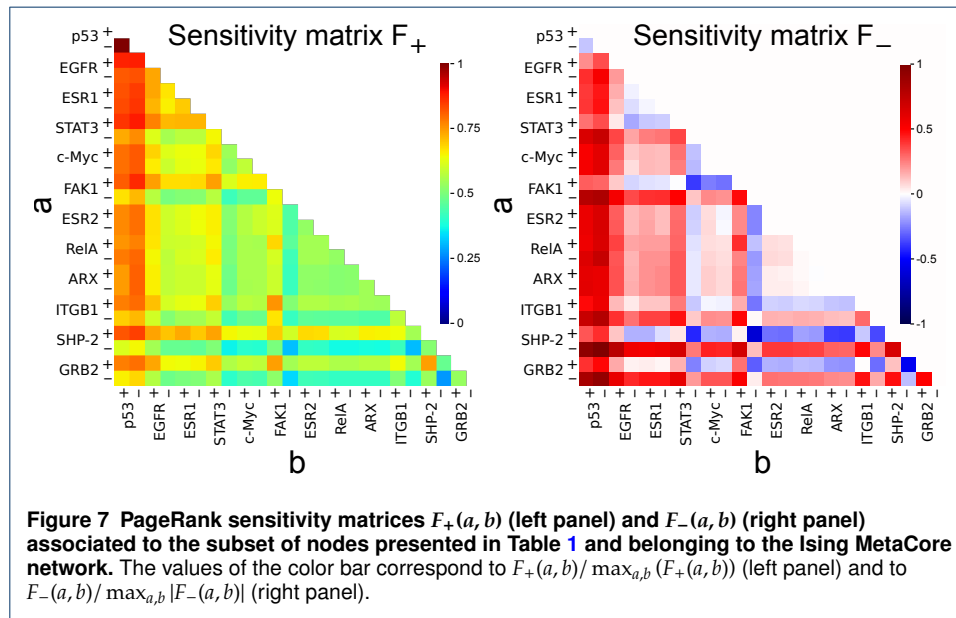 Sensitivity matrix F+
p53 + −
EGFR + −
ESR1 + −
STAT3 + −
c-Myc + −
FAK1 + −
ESR2 + −
RelA + −
ARX + −
ITGB1 + −
SHP-2 + −
GRB2 + −
a
1
0.75
0.5
0.25
0
+ − + − + − + − + − + − + − + − + − + − + − + −
p53 EGFR ESR1 STAT3 c-Myc FAK1 ESR2 RelA ARX ITGB1 SHP-2 GRB2
b
Sensitivity matrix F−
p53 + −
EGFR + −
ESR1 + −
STAT3 + −
c-Myc + −
FAK1 + −
ESR2 + −
RelA + −
ARX + −
ITGB1 + −
SHP-2 + −
GRB2 + −
a
1
0.5
0
-0.5
-1
+ − + − + − + − + − + − + − + − + − + − + − + −
p53 EGFR ESR1 STAT3 c-Myc FAK1 ESR2 RelA ARX ITGB1 SHP-2 GRB2
b
Figure 7 PageRank sensitivity matrices F+(a, b) (left panel) and F−(a, b) (right panel)
associated to the subset of nodes presented in Table 1 and belonging to the Ising MetaCore
network. The values of the color bar correspond to F+(a, b)/ max a,b (F+(a, b)) (left panel) and to
F−(a, b)/ max a,b |F−(a, b)| (right panel).